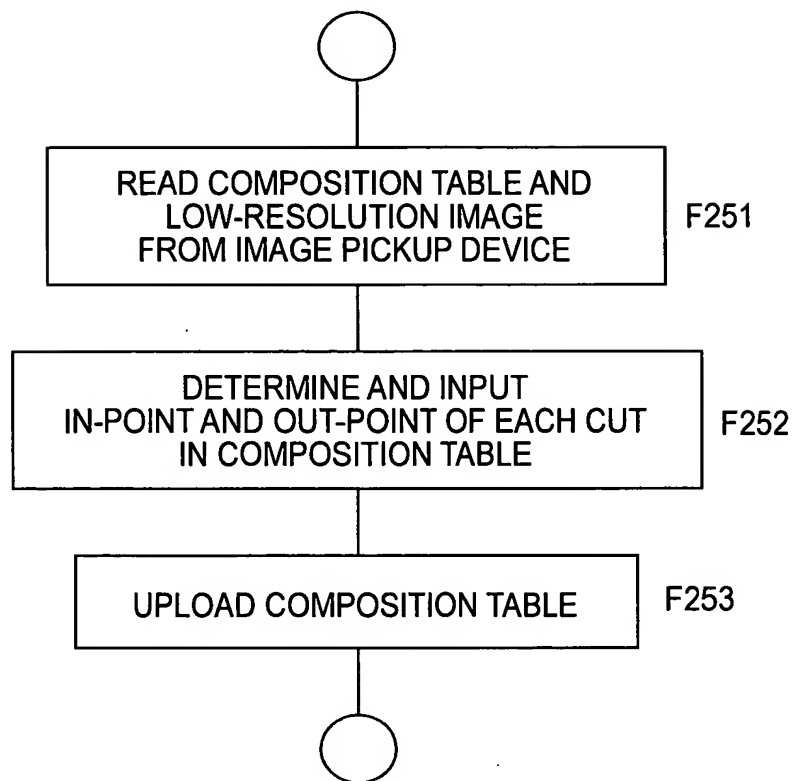 READ COMPOSITION TABLE AND
LOW-RESOLUTION IMAGE
FROM IMAGE PICKUP DEVICE
F251
DETERMINE AND INPUT
IN-POINT AND OUT-POINT OF EACH CUT
IN COMPOSITION TABLE
F252
UPLOAD COMPOSITION TABLE
F253